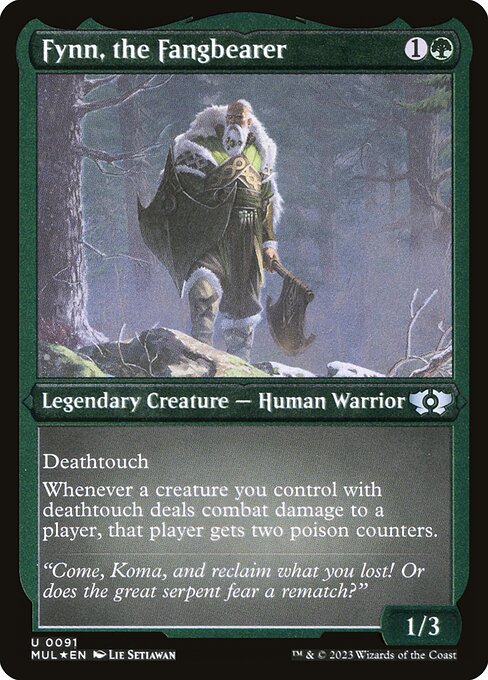 Fynn, the Fangbearer 1
Legendary Creature — Human Warrior
Deathtouch
Whenever a creature you control with
deathtouch deals combat damage to a
player, that player gets two poison counters.
“Come, Koma, and reclaim what you lost! Or
does the great serpent fear a rematch?”
1/3
U 0091
MUL★EN Lie Setiawan
™ & © 2023 Wizards of the Coast